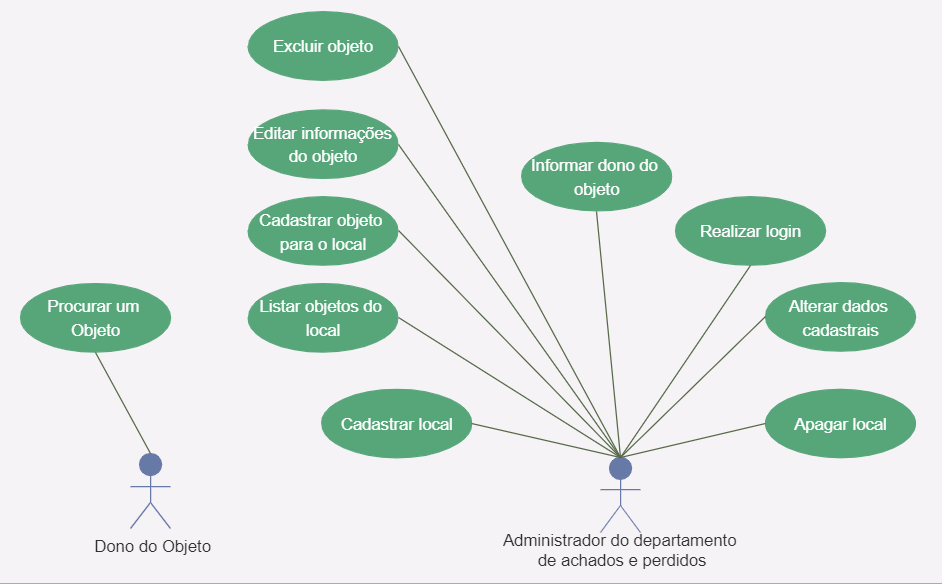 Excluir objeto
Editar informações
do objeto
Informar dono do
objeto
Cadastrar objeto
para o local
Realizar login
Procurar um
Objeto
Listar objetos do
local
Alterar dados
cadastrais
Cadastrar local
Apagar local
Dono do Objeto
Administrador do departamento
de achados e perdidos